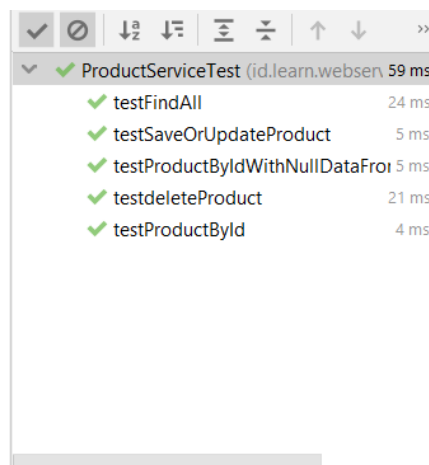 ProductServiceTest (id.learn.webserv 59 ms
testFindAll 24 ms
testSaveOrUpdateProduct 5 ms
testProductByIdWithNullDataFror 5 ms
testdeleteProduct 21 ms
testProductById 4 ms